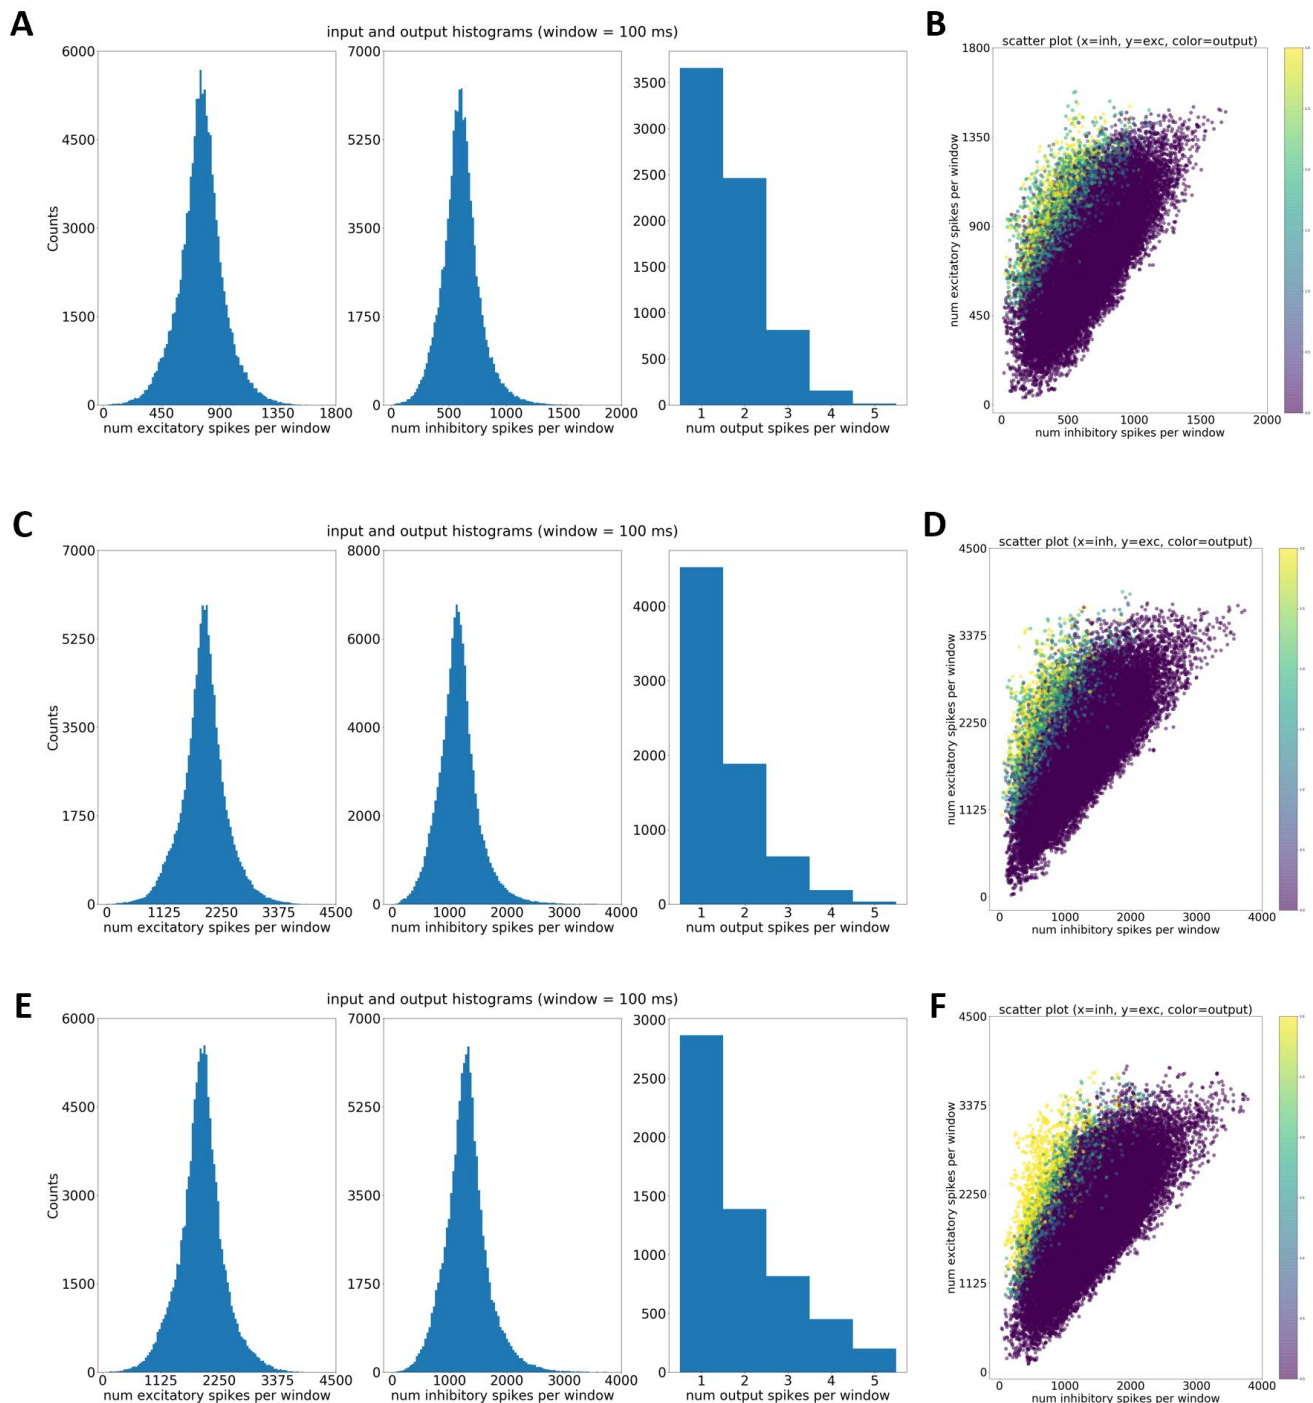 A
input and output histograms (window = 100 ms)
6000
4500
3000
1500
0
Counts
0 450 900 1350 1800
num excitatory spikes per window
7000
5250
3500
1750
0
0 500 1000 1500 2000
num inhibitory spikes per window
3500
3000
2500
2000
1500
1000
500
0
1 2 3 4 5
num output spikes per window
B
scatter plot (x=inh, y=exc, color=output)
1800
1350
900
450
0
num excitatory spikes per window
0 500 1000 1500 2000
num inhibitory spikes per window
C
input and output histograms (window = 100 ms)
7000
5250
3500
1750
0
Counts
0 1125 2250 3375 4500
num excitatory spikes per window
8000
6000
4000
2000
0
0 1000 2000 3000 4000
num inhibitory spikes per window
4000
3000
2000
1000
0
1 2 3 4 5
num output spikes per window
D
scatter plot (x=inh, y=exc, color=output)
4500
3375
2250
1125
0
num excitatory spikes per window
0 1000 2000 3000 4000
num inhibitory spikes per window
E
input and output histograms (window = 100 ms)
6000
4500
3000
1500
0
Counts
0 1125 2250 3375 4500
num excitatory spikes per window
7000
5250
3500
1750
0
0 1000 2000 3000 4000
num inhibitory spikes per window
3000
2500
2000
1500
1000
500
0
1 2 3 4 5
num output spikes per window
F
scatter plot (x=inh, y=exc, color=output)
4500
3375
2250
1125
0
num excitatory spikes per window
0 1000 2000 3000 4000
num inhibitory spikes per window